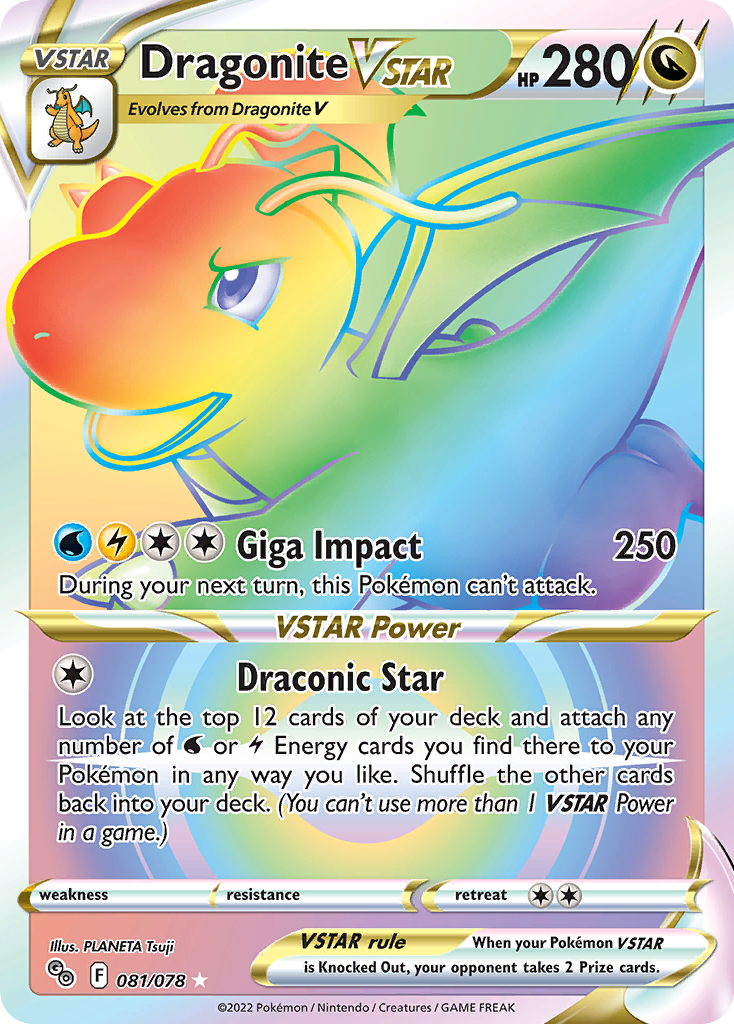 VSTAR
Dragonite VSTAR
HP 280
Evolves from Dragonite V
Giga Impact 250
During your next turn, this Pokémon can't attack.
VSTAR Power
Draconic Star
Look at the top 12 cards of your deck and attach any
number of or Energy cards you find there to your
Pokémon in any way you like. Shuffle the other cards
back into your deck. (You can't use more than 1 VSTAR Power
in a game.)
weakness resistance retreat
Illus. PLANETA Tsuji
VSTAR rule When your Pokémon VSTAR
is Knocked Out, your opponent takes 2 Prize cards.
GO F 081/078 ★
©2022 Pokémon / Nintendo / Creatures / GAME FREAK